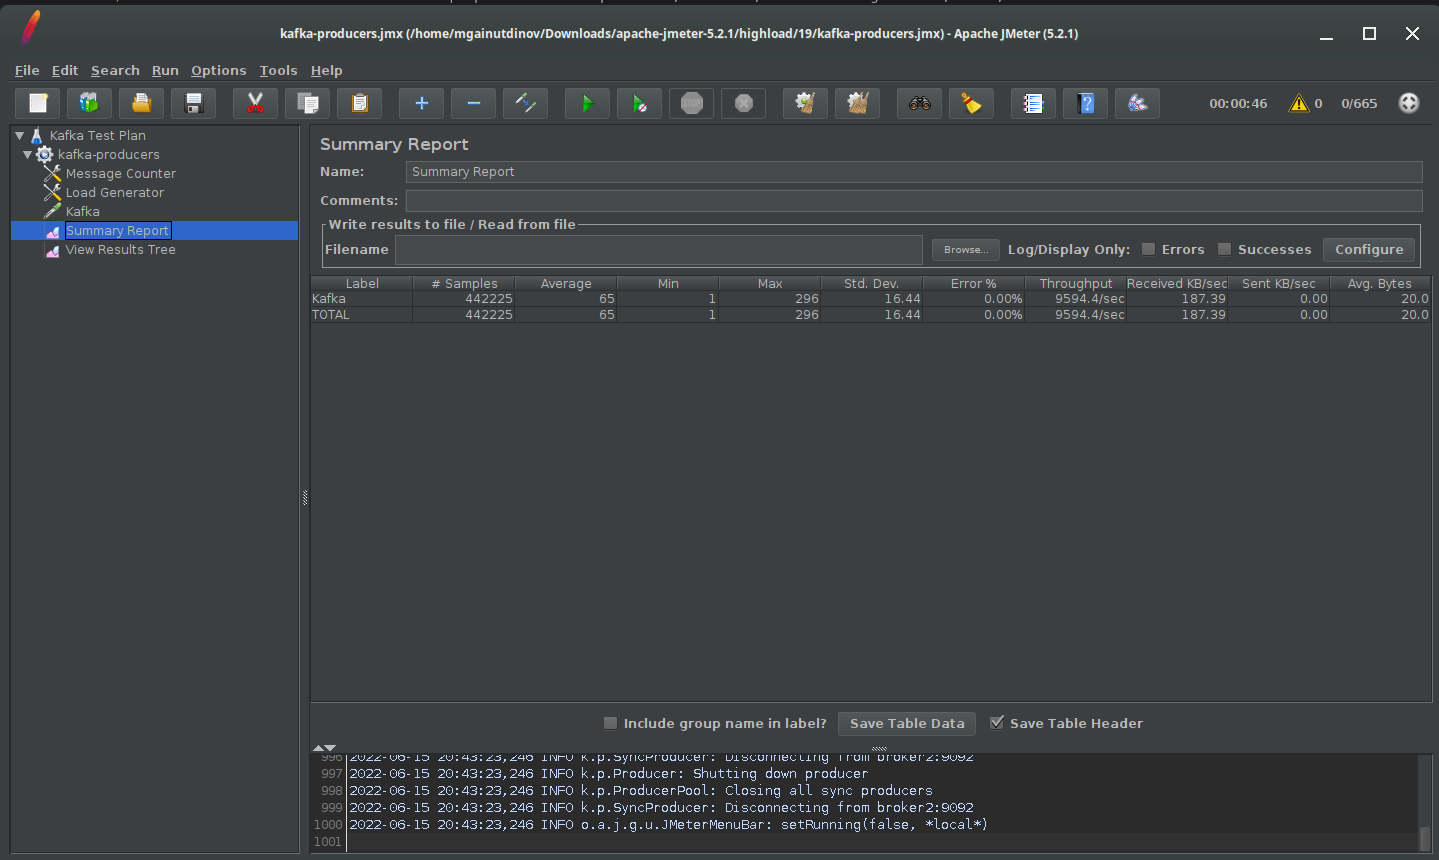 kafka-producers.jmx (/home/mgainutdinov/Downloads/apache-jmeter-5.2.1/highload/19/kafka-producers.jmx) - Apache JMeter (5.2.1)
File Edit Search Run Options Tools Help
STOP 00:00:46 0 0/665
Kafka Test Plan
kafka-producers
Message Counter
Load Generator
Kafka
Summary Report
View Results Tree
Summary Report
Name: Summary Report
Comments:
Write results to file / Read from file
Filename Browse... Log/Display Only: Errors Successes Configure
Label # Samples Average Min Max Std. Dev. Error % Throughput Received KB/sec Sent KB/sec Avg. Bytes
Kafka 442225 65 1 296 16.44 0.00% 9594.4/sec 187.39 0.00 20.0
TOTAL 442225 65 1 296 16.44 0.00% 9594.4/sec 187.39 0.00 20.0
Include group name in label? Save Table Data Save Table Header
996 2022-06-15 20:43:23,246 INFO k.p.SyncProducer: Disconnecting from broker2:9092
997 2022-06-15 20:43:23,246 INFO k.p.Producer: Shutting down producer
998 2022-06-15 20:43:23,246 INFO k.p.ProducerPool: Closing all sync producers
999 2022-06-15 20:43:23,246 INFO k.p.SyncProducer: Disconnecting from broker2:9092
1000 2022-06-15 20:43:23,246 INFO o.a.j.g.u.JMeterMenuBar: setRunning(false, *local*)
1001